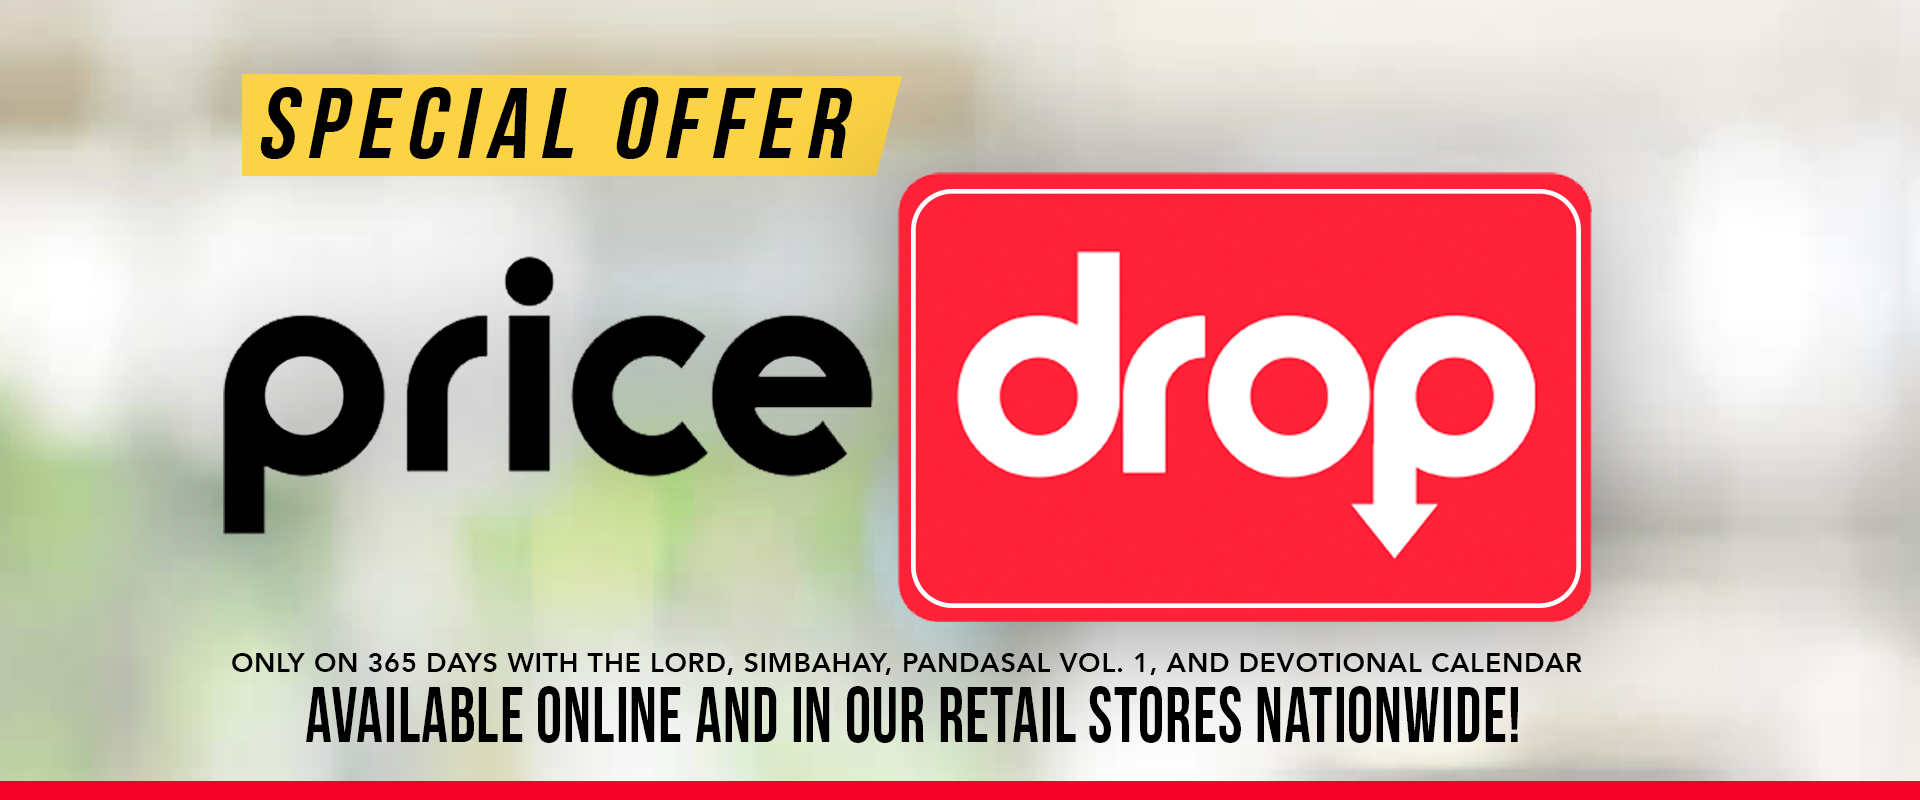 SPECIAL OFFER
price drop
ONLY ON 365 DAYS WITH THE LORD, SIMBAHAY, PANDASAL VOL. 1, AND DEVOTIONAL CALENDAR
AVAILABLE ONLINE AND IN OUR RETAIL STORES NATIONWIDE!